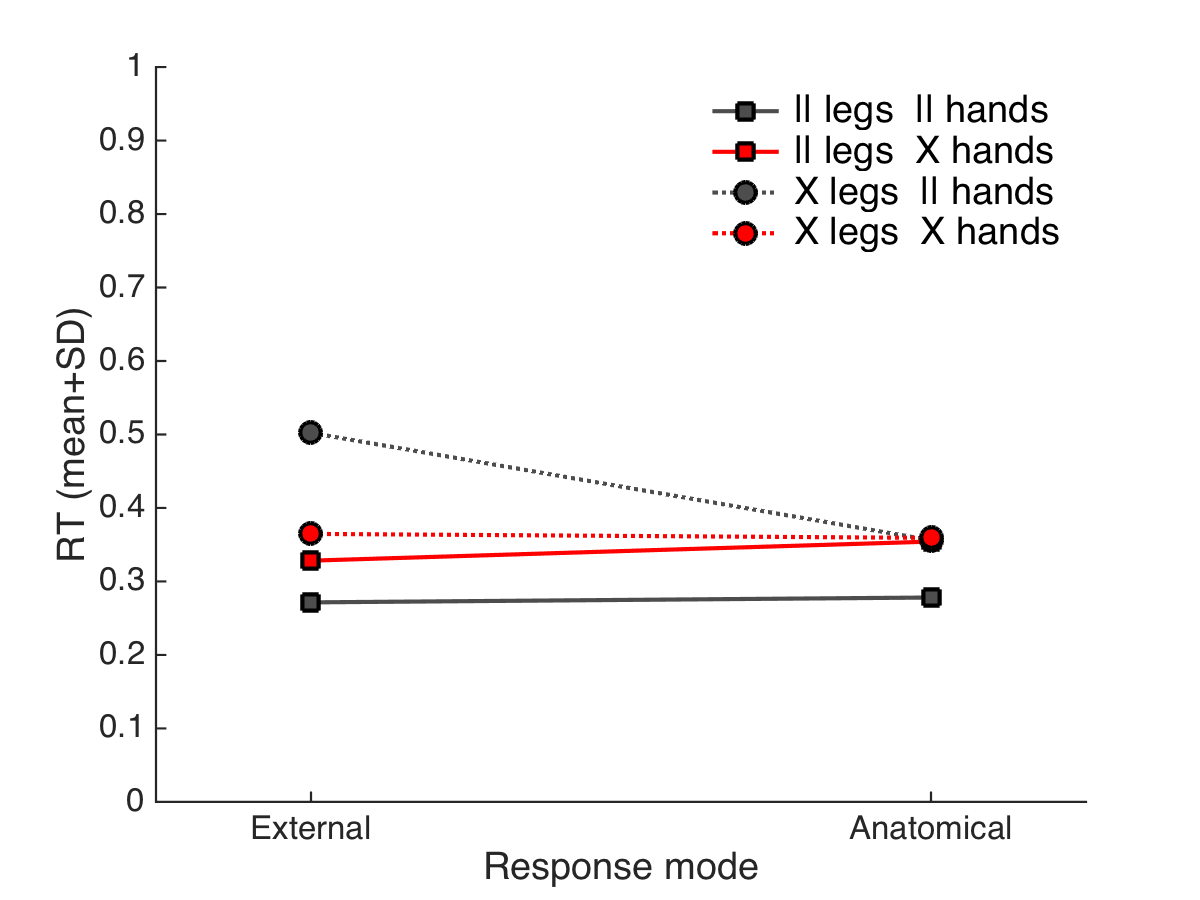 1
0.9
0.8
0.7
0.6
0.5
0.4
0.3
0.2
0.1
0
RT (mean+SD)
ll legs  ll hands
ll legs  X hands
X legs  ll hands
X legs  X hands
External
Anatomical
Response mode